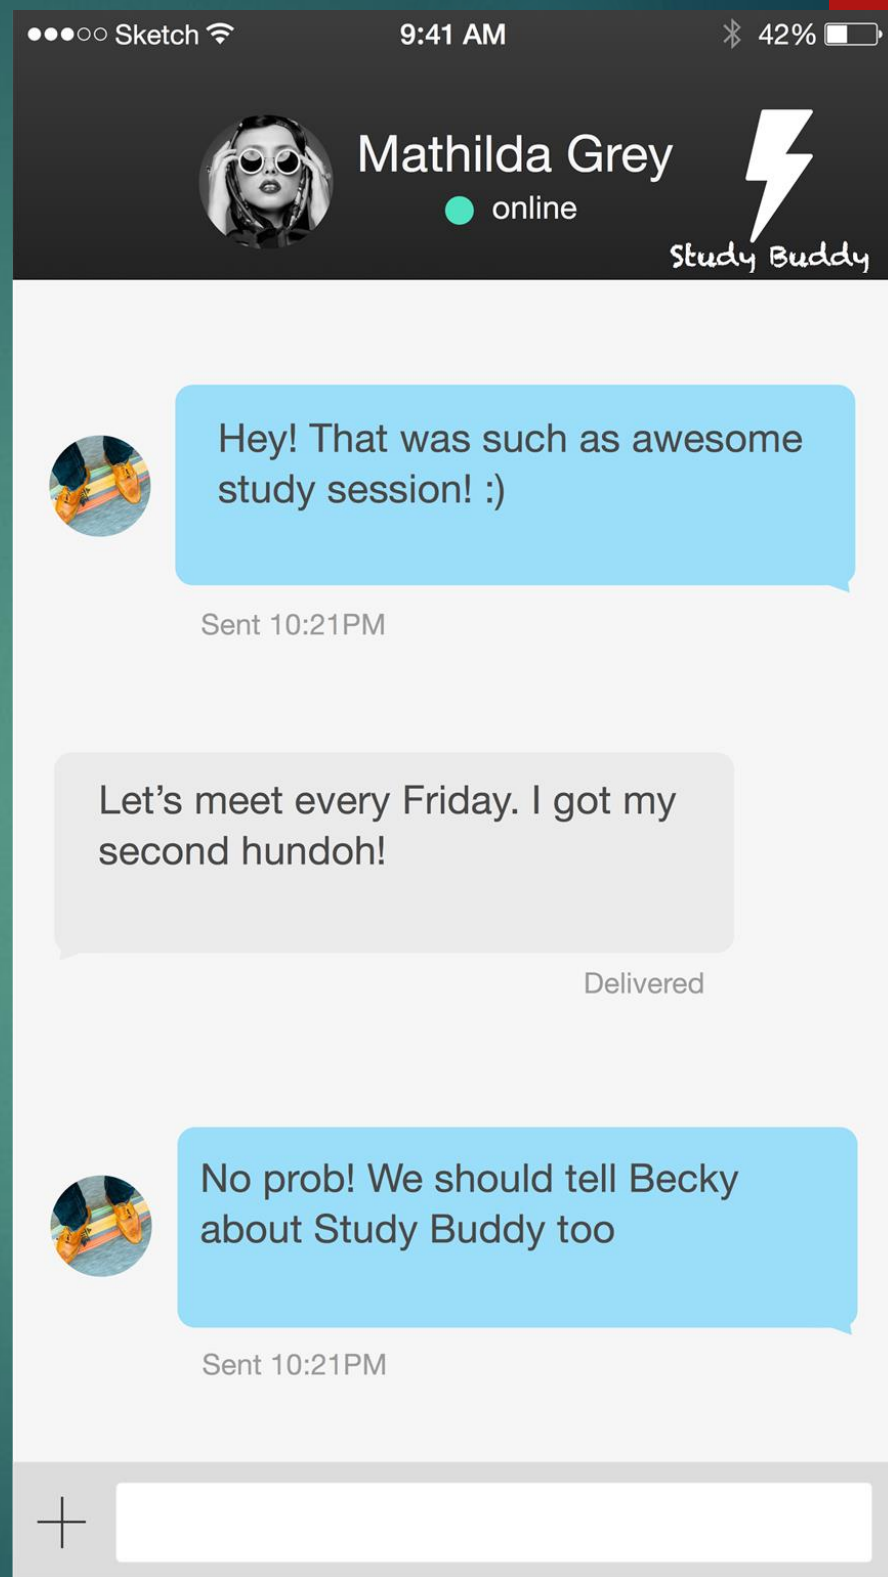 Sketch 9:41 AM 42%
Mathilda Grey
online
Study Buddy
Hey! That was such as awesome
study session! :)
Sent 10:21PM
Let’s meet every Friday. I got my
second hundoh!
Delivered
No prob! We should tell Becky
about Study Buddy too
Sent 10:21PM